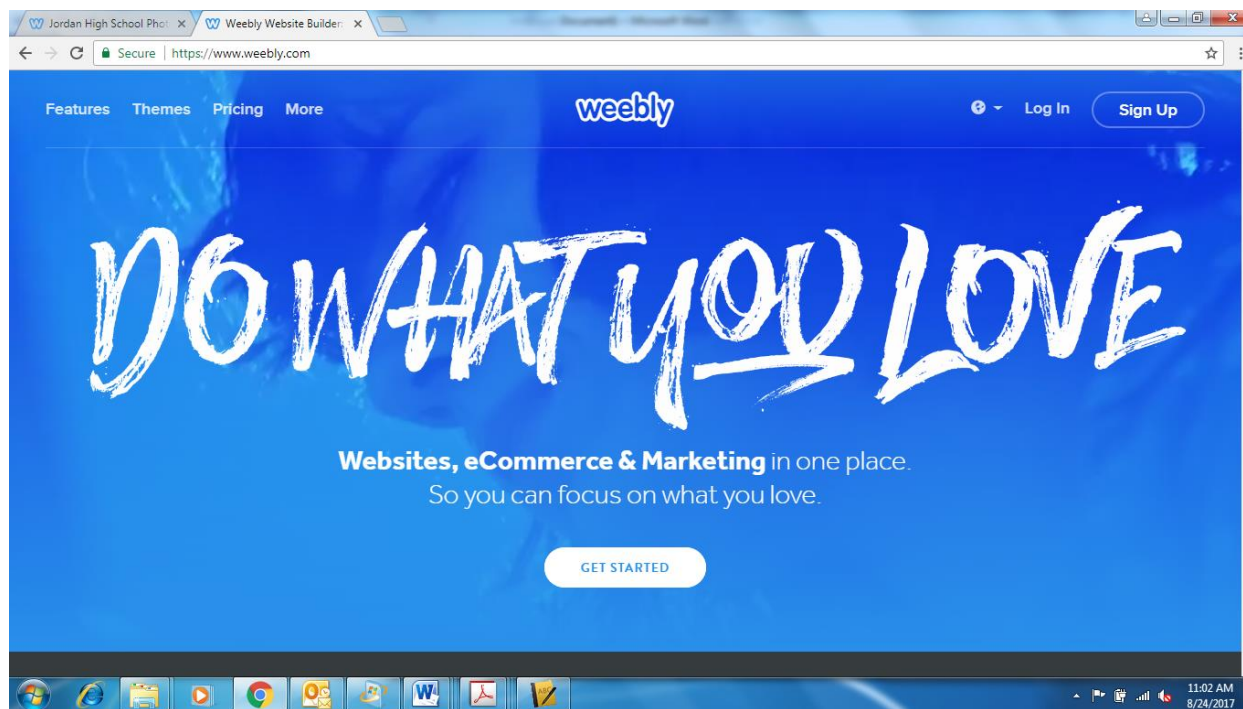 Jordan High School Phot
Weebly Website Builder:
Secure | https://www.weebly.com
Features Themes Pricing More weebly Log In Sign Up
DO WHAT YOU LOVE
Websites, eCommerce & Marketing in one place.
So you can focus on what you love.
GET STARTED
11:02 AM
8/24/2017